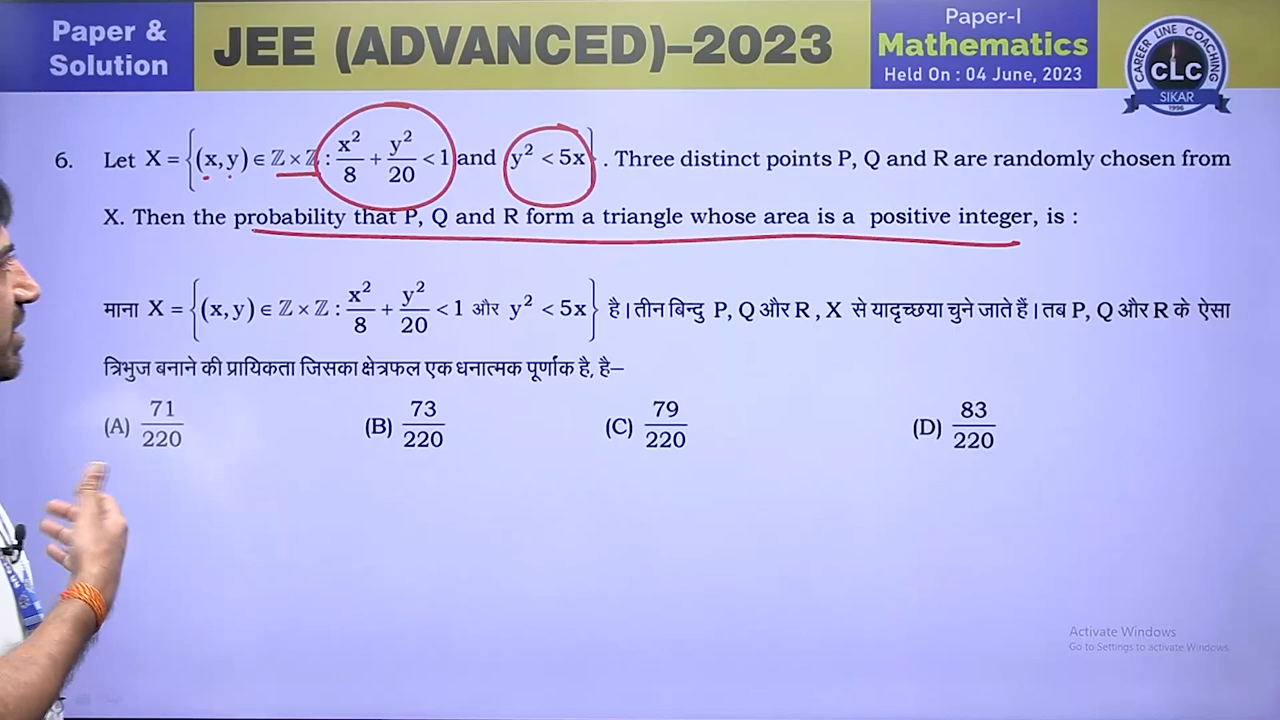 Paper &
Solution
JEE (ADVANCED)–2023
Paper-I
Mathematics
Held On : 04 June, 2023
CAREER LINE COACHING
CLC
SIKAR
1996
6. Let X = {(x, y) ∈ ℤ × ℤ : x²/8 + y²/20 < 1 and y² < 5x}. Three distinct points P, Q and R are randomly chosen from
X. Then the probability that P, Q and R form a triangle whose area is a positive integer, is :
माना X = {(x, y) ∈ ℤ × ℤ : x²/8 + y²/20 < 1 और y² < 5x} है। तीन बिन्दु P, Q और R, X से यादृच्छया चुने जाते हैं। तब P, Q और R के ऐसा
त्रिभुज बनाने की प्रायिकता जिसका क्षेत्रफल एक धनात्मक पूर्णांक है, है–
(A) 71/220 (B) 73/220 (C) 79/220 (D) 83/220
Activate Windows
Go to Settings to activate Windows.